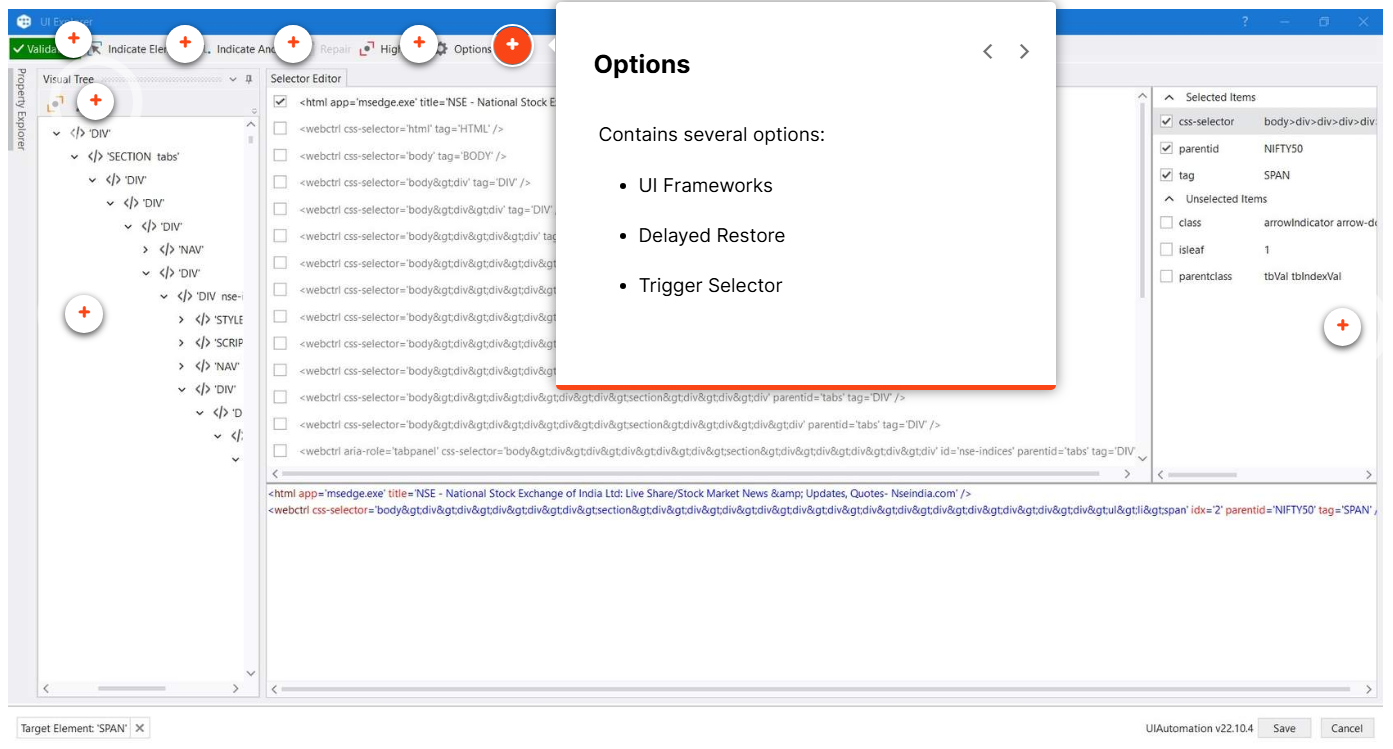 UI Explorer
Validate
Indicate Element
Indicate Anchor
Repair
Highlight
Options
Options
Contains several options:
• UI Frameworks
• Delayed Restore
• Trigger Selector
Property Explorer
Visual Tree
</> 'DIV'
</> 'SECTION tabs'
</> 'DIV'
</> 'DIV'
</> 'DIV'
</> 'NAV'
</> 'DIV'
</> 'DIV nse-i
</> 'STYLE
</> 'SCRIP
</> 'NAV'
</> 'DIV'
</> 'D
</>
Selector Editor
<html app='msedge.exe' title='NSE - National Stock E
<webctrl css-selector='html' tag='HTML' />
<webctrl css-selector='body' tag='BODY' />
<webctrl css-selector='body&gt;div' tag='DIV' />
<webctrl css-selector='body&gt;div&gt;div' tag='DIV'
<webctrl css-selector='body&gt;div&gt;div&gt;div' tag
<webctrl css-selector='body&gt;div&gt;div&gt;div&gt
<webctrl css-selector='body&gt;div&gt;div&gt;div&gt
<webctrl css-selector='body&gt;div&gt;div&gt;div&gt
<webctrl css-selector='body&gt;div&gt;div&gt;div&gt
<webctrl css-selector='body&gt;div&gt;div&gt;div&gt
<webctrl css-selector='body&gt;div&gt;div&gt;div&gt;div&gt;div&gt;section&gt;div&gt;div&gt;div' parentid='tabs' tag='DIV' />
<webctrl css-selector='body&gt;div&gt;div&gt;div&gt;div&gt;div&gt;section&gt;div&gt;div&gt;div&gt;div' parentid='tabs' tag='DIV' />
<webctrl aria-role='tabpanel' css-selector='body&gt;div&gt;div&gt;div&gt;div&gt;div&gt;section&gt;div&gt;div&gt;div&gt;div&gt;div' id='nse-indices' parentid='tabs' tag='DIV'
Selected Items
css-selector body>div>div>div>div
parentid NIFTY50
tag SPAN
Unselected Items
class arrowIndicator arrow-do
isleaf 1
parentclass tbVal tbIndexVal
<html app='msedge.exe' title='NSE - National Stock Exchange of India Ltd: Live Share/Stock Market News &amp; Updates, Quotes- Nseindia.com' />
<webctrl css-selector='body&gt;div&gt;div&gt;div&gt;div&gt;div&gt;section&gt;div&gt;div&gt;div&gt;div&gt;div&gt;div&gt;div&gt;div&gt;div&gt;div&gt;div&gt;div&gt;ul&gt;li&gt;span' idx='2' parentid='NIFTY50' tag='SPAN' /
Target Element: 'SPAN'
UIAutomation v22.10.4
Save
Cancel